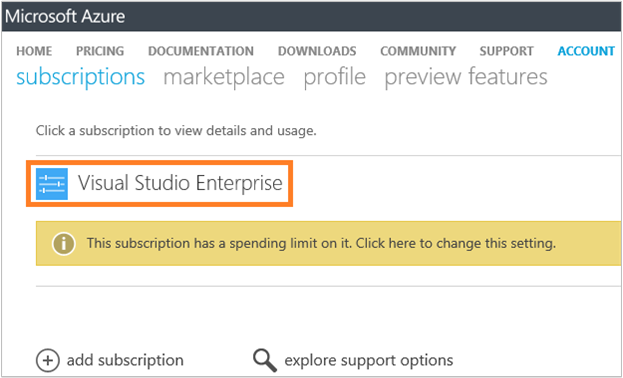 Microsoft Azure
HOME PRICING DOCUMENTATION DOWNLOADS COMMUNITY SUPPORT ACCOUNT
subscriptions marketplace profile preview features
Click a subscription to view details and usage.
Visual Studio Enterprise
This subscription has a spending limit on it. Click here to change this setting.
add subscription explore support options